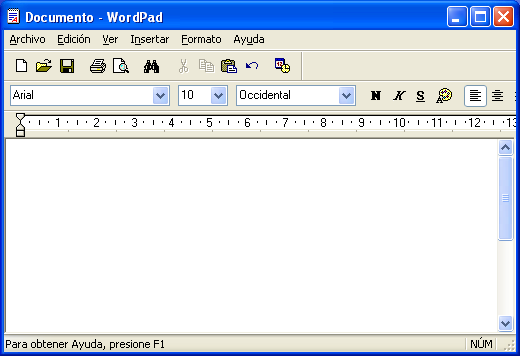 Documento - WordPad
Archivo Edición Ver Insertar Formato Ayuda
Arial 10 Occidental N K S
1 2 3 4 5 6 7 8 9 10 11 12 13
Para obtener Ayuda, presione F1 NÚM